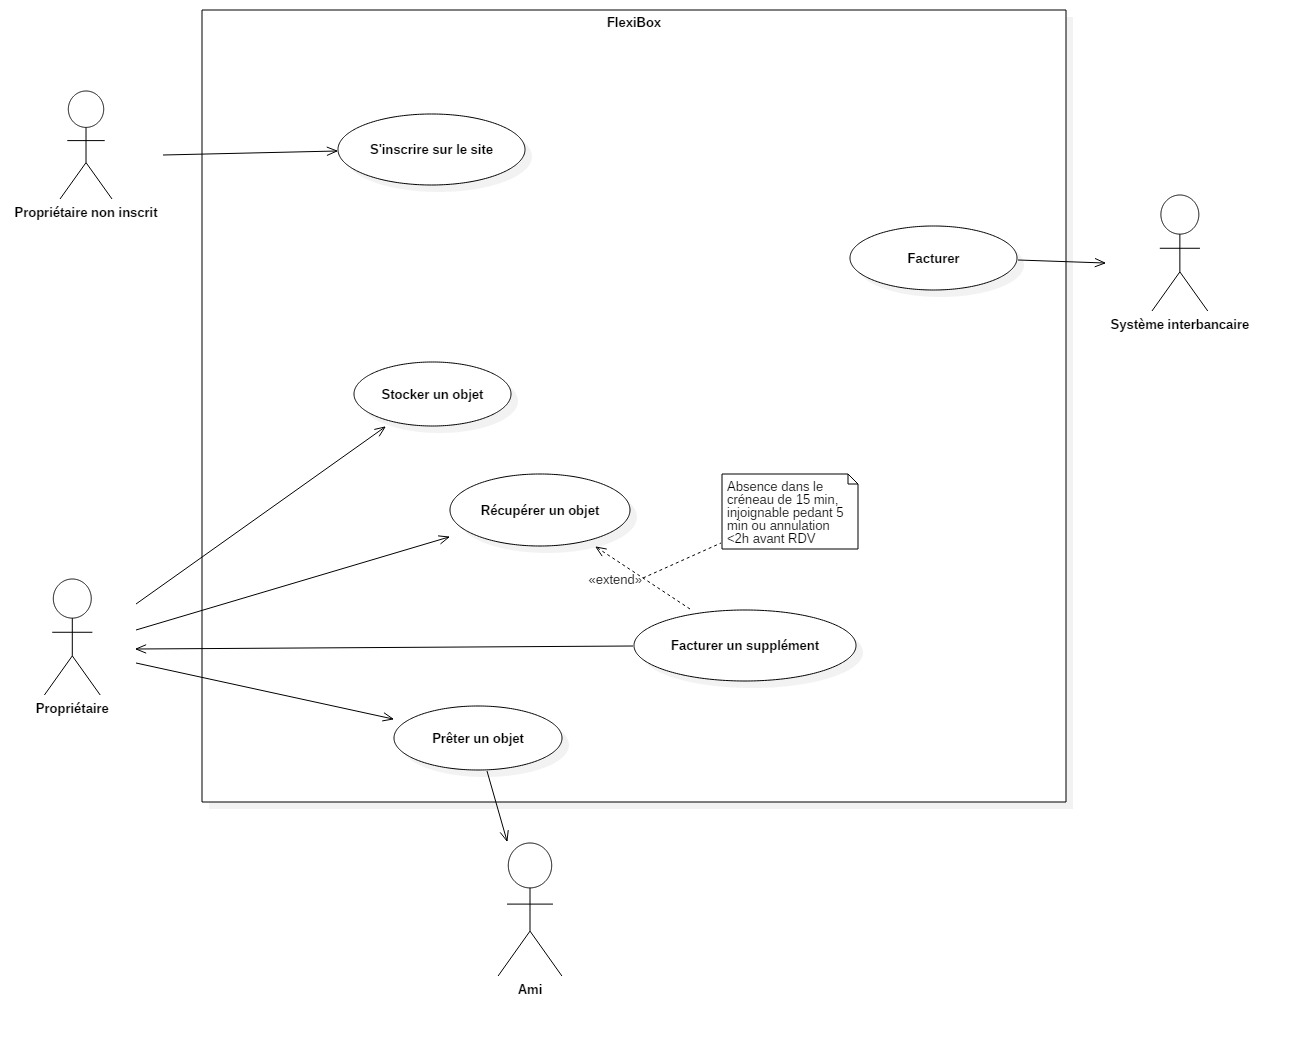 FlexiBox
S'inscrire sur le site
Propriétaire non inscrit
Facturer
Système interbancaire
Stocker un objet
Récupérer un objet
Absence dans le
créneau de 15 min,
injoignable pedant 5
min ou annulation
<2h avant RDV
«extend»
Facturer un supplément
Propriétaire
Prêter un objet
Ami